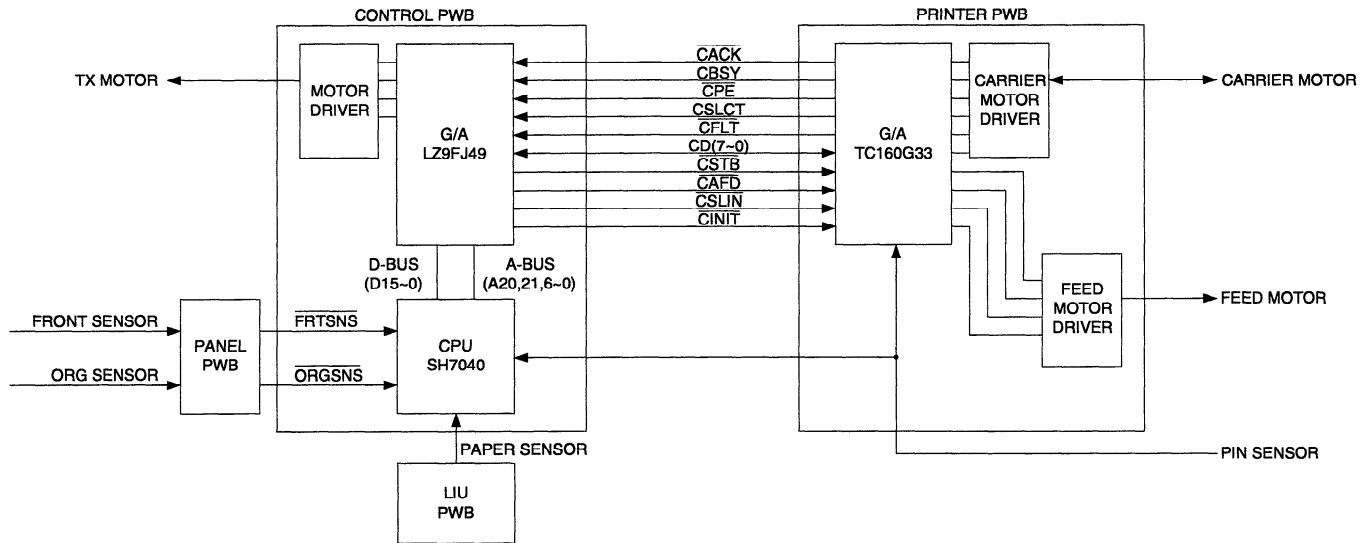 CONTROL PWB
PRINTER PWB
TX MOTOR
MOTOR
DRIVER
G/A
LZ9FJ49
CACK
CBSY
CPE
CSLCT
CFLT
CD(7~0)
CSTB
CAFD
CSLIN
CINIT
G/A
TC160G33
CARRIER
MOTOR
DRIVER
CARRIER MOTOR
D-BUS
(D15~0)
A-BUS
(A20,21,6~0)
FEED
MOTOR
DRIVER
FEED MOTOR
FRONT SENSOR
ORG SENSOR
PANEL
PWB
FRTSNS
ORGSNS
CPU
SH7040
PAPER SENSOR
LIU
PWB
PIN SENSOR